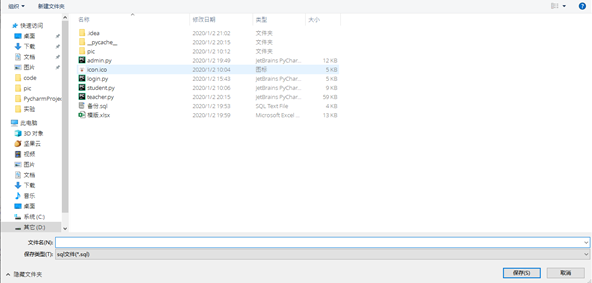 组织 新建文件夹
名称 修改日期 类型 大小
快速访问
桌面
下载
文档
图片
code
pic
PycharmProje
实验
此电脑
3D 对象
坚果云
视频
图片
文档
下载
音乐
桌面
系统 (C:)
其它 (D:)
.idea 2020/1/2 21:02 文件夹
__pycache__ 2020/1/2 20:15 文件夹
pic 2020/1/2 10:12 文件夹
admin.py 2020/1/2 19:49 JetBrains PyChar... 12 KB
icon.ico 2020/1/2 10:04 图标 5 KB
login.py 2020/1/2 15:43 JetBrains PyChar... 5 KB
student.py 2020/1/2 10:06 JetBrains PyChar... 9 KB
teacher.py 2020/1/2 20:15 JetBrains PyChar... 59 KB
备份.sql 2020/1/2 19:53 SQL Text File 4 KB
模版.xlsx 2020/1/2 19:59 Microsoft Excel ... 13 KB
文件名(N):
保存类型(T): sql文件(*.sql)
隐藏文件夹 保存(S) 取消